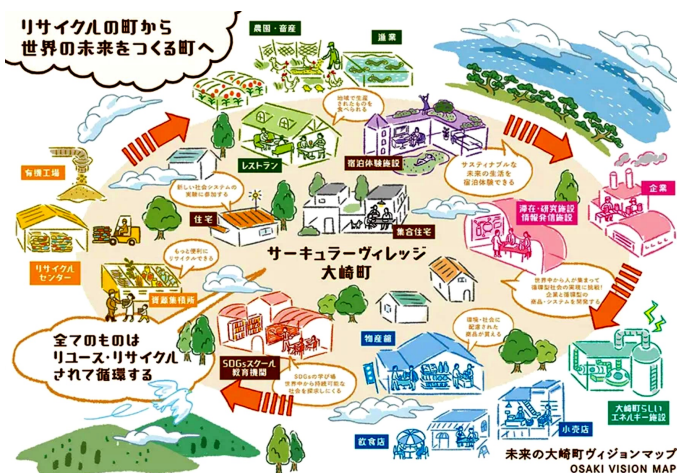 リサイクルの町から
世界の未来をつくる町へ
農園・畜産
漁業
地域で生産
されたものを
食べられる
レストラン
宿泊体験施設
サスティナブルな
未来の生活を
宿泊体験できる
有機工場
新しい社会システムの
実験に参加する
住宅
集合住宅
滞在・研究施設
情報発信施設
企業
リサイクル
センター
もっと便利に
リサイクルできる
資源集積所
サーキュラーヴィレッジ
大崎町
世界中から人が集まって
循環型社会の実現に挑戦!
企業と循環型の
商品・システムを開発する
全てのものは
リユース・リサイクル
されて循環する
SDGsスクール
教育機関
SDGsの学び場
世界中から持続可能な
社会を探求しにくる
物産館
環境・社会に
配慮された
商品が買える
大崎町らしい
エネルギー施設
飲食店
小売店
未来の大崎町ヴィジョンマップ
OSAKI VISION MAP